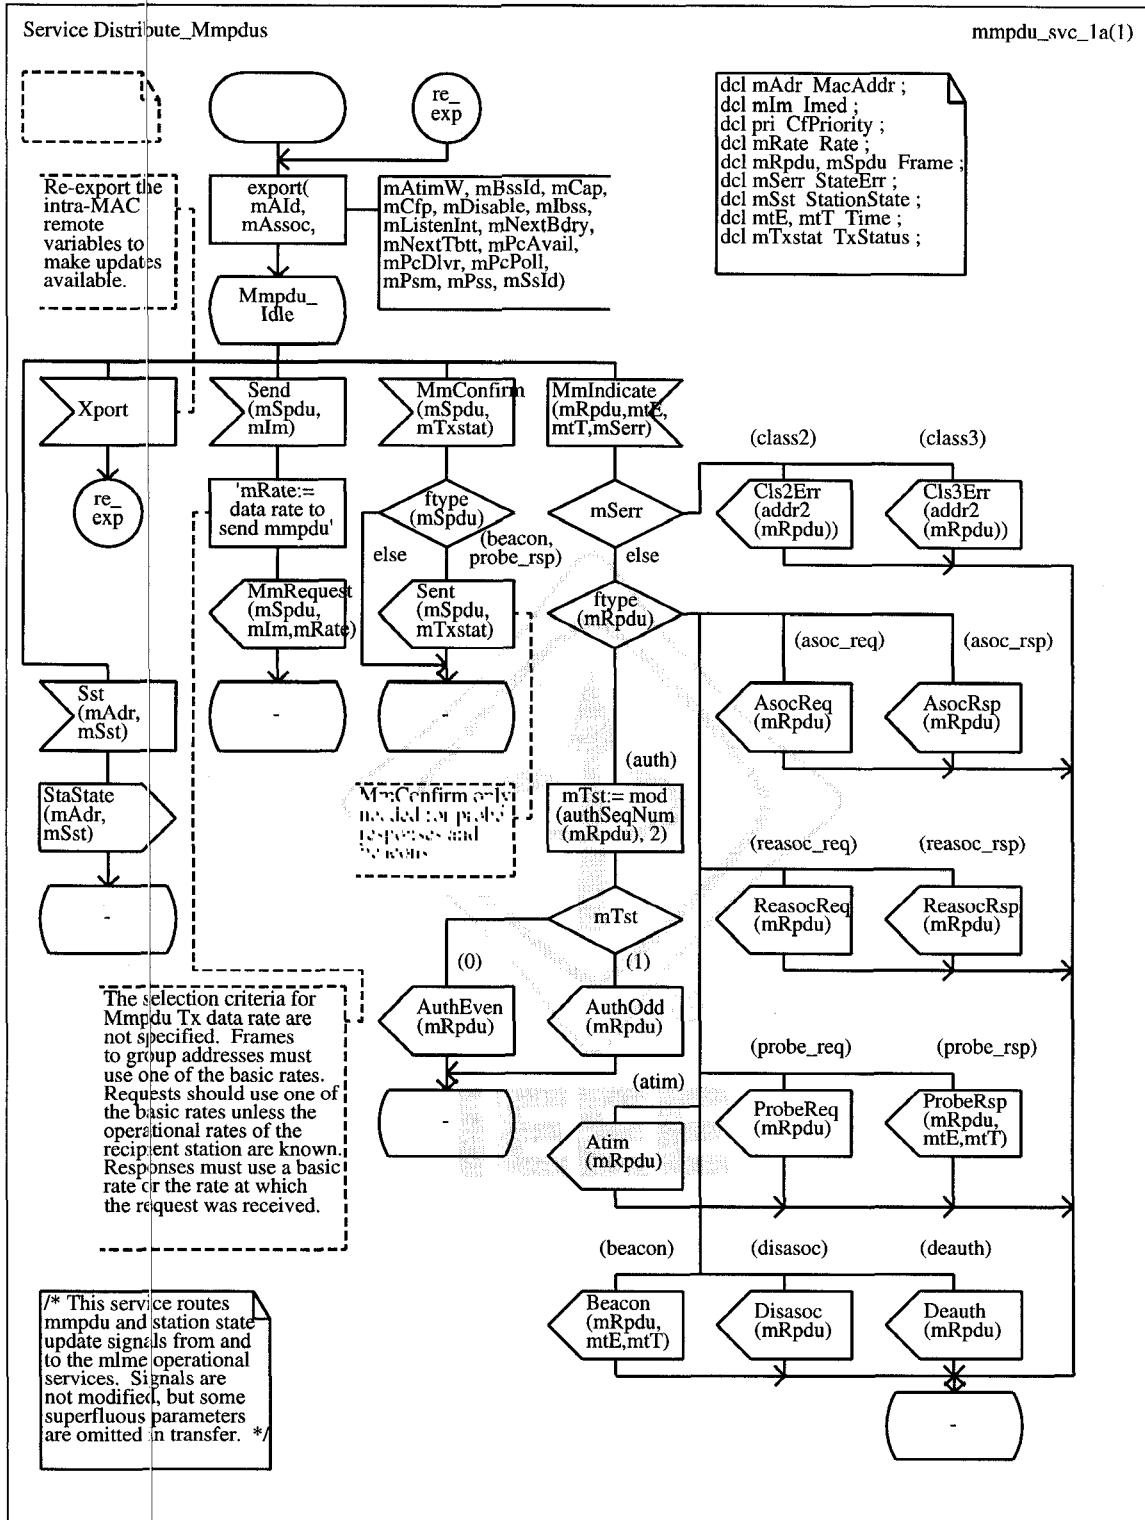 Service Distribute_Mmpdus
mmpdu_svc_1a(1)
re_
exp
dcl mAdr MacAddr ;
dcl mIm Imed ;
dcl pri CfPriority ;
dcl mRate Rate ;
dcl mRpdu, mSpdu Frame ;
dcl mSerr StateErr ;
dcl mSst StationState ;
dcl mtE, mtT Time ;
dcl mTxstat TxStatus ;
Re-export the
intra-MAC
remote
variables to
make updates
available.
export(
mAId,
mAssoc,
mAtimW, mBssId, mCap,
mCfp, mDisable, mIbss,
mListenInt, mNextBdry,
mNextTbtt, mPcAvail,
mPcDlvr, mPcPoll,
mPsm, mPss, mSsId)
Mmpdu_
Idle
Xport
Send
(mSpdu,
mIm)
MmConfirm
(mSpdu,
mTxstat)
MmIndicate
(mRpdu,mtE,
mtT,mSerr)
(class2)
(class3)
re_
exp
'mRate:=
data rate to
send mmpdu'
ftype
(mSpdu)
mSerr
Cls2Err
(addr2
(mRpdu))
Cls3Err
(addr2
(mRpdu))
else
(beacon,
probe_rsp)
else
MmRequest
(mSpdu,
mIm,mRate)
Sent
(mSpdu,
mTxstat)
ftype
(mRpdu)
(asoc_req)
(asoc_rsp)
Sst
(mAdr,
mSst)
-
-
AsocReq
(mRpdu)
AsocRsp
(mRpdu)
(auth)
StaState
(mAdr,
mSst)
MmConfirm only
needed for probe
responses and
beacons
mTst:= mod
(authSeqNum
(mRpdu), 2)
(reasoc_req)
(reasoc_rsp)
-
mTst
ReasocReq
(mRpdu)
ReasocRsp
(mRpdu)
(0)
(1)
The selection criteria for
Mmpdu Tx data rate are
not specified. Frames
to group addresses must
use one of the basic rates.
Requests should use one of
the basic rates unless the
operational rates of the
recipient station are known.
Responses must use a basic
rate or the rate at which
the request was received.
AuthEven
(mRpdu)
AuthOdd
(mRpdu)
(probe_req)
(probe_rsp)
(atim)
-
Atim
(mRpdu)
ProbeReq
(mRpdu)
ProbeRsp
(mRpdu,
mtE,mtT)
(beacon)
(disasoc)
(deauth)
/* This service routes
mmpdu and station state
update signals from and
to the mlme operational
services. Signals are
not modified, but some
superfluous parameters
are omitted in transfer. */
Beacon
(mRpdu,
mtE,mtT)
Disasoc
(mRpdu)
Deauth
(mRpdu)
-